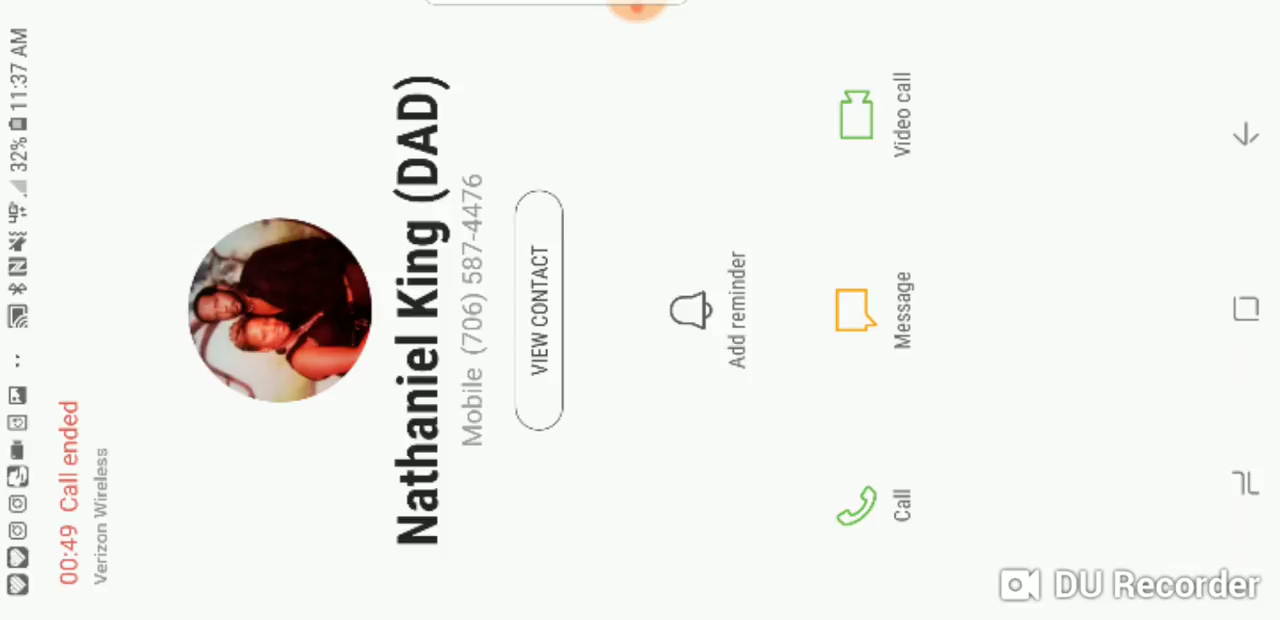 32% 11:37 AM
00:49 Call ended
Verizon Wireless
Nathaniel King (DAD)
Mobile (706) 587-4476
VIEW CONTACT
Add reminder
Call
Message
Video call
DU Recorder